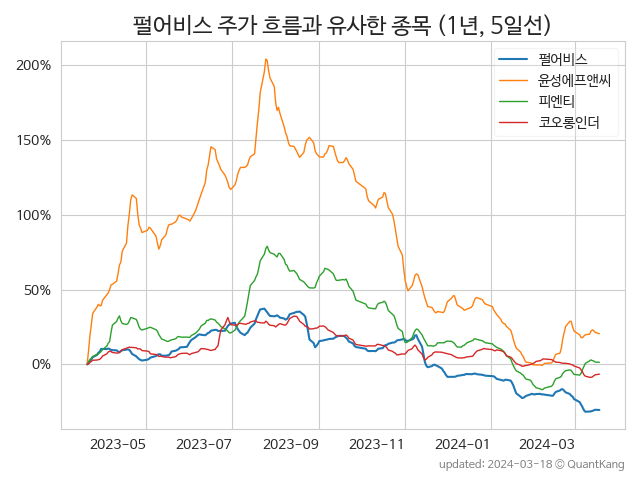 펄어비스 주가 흐름과 유사한 종목 (1년, 5일선)
펄어비스
윤성에프앤씨
피엔티
코오롱인더
200%
150%
100%
50%
0%
2023-05 2023-07 2023-09 2023-11 2024-01 2024-03
updated: 2024-03-18 © QuantKang